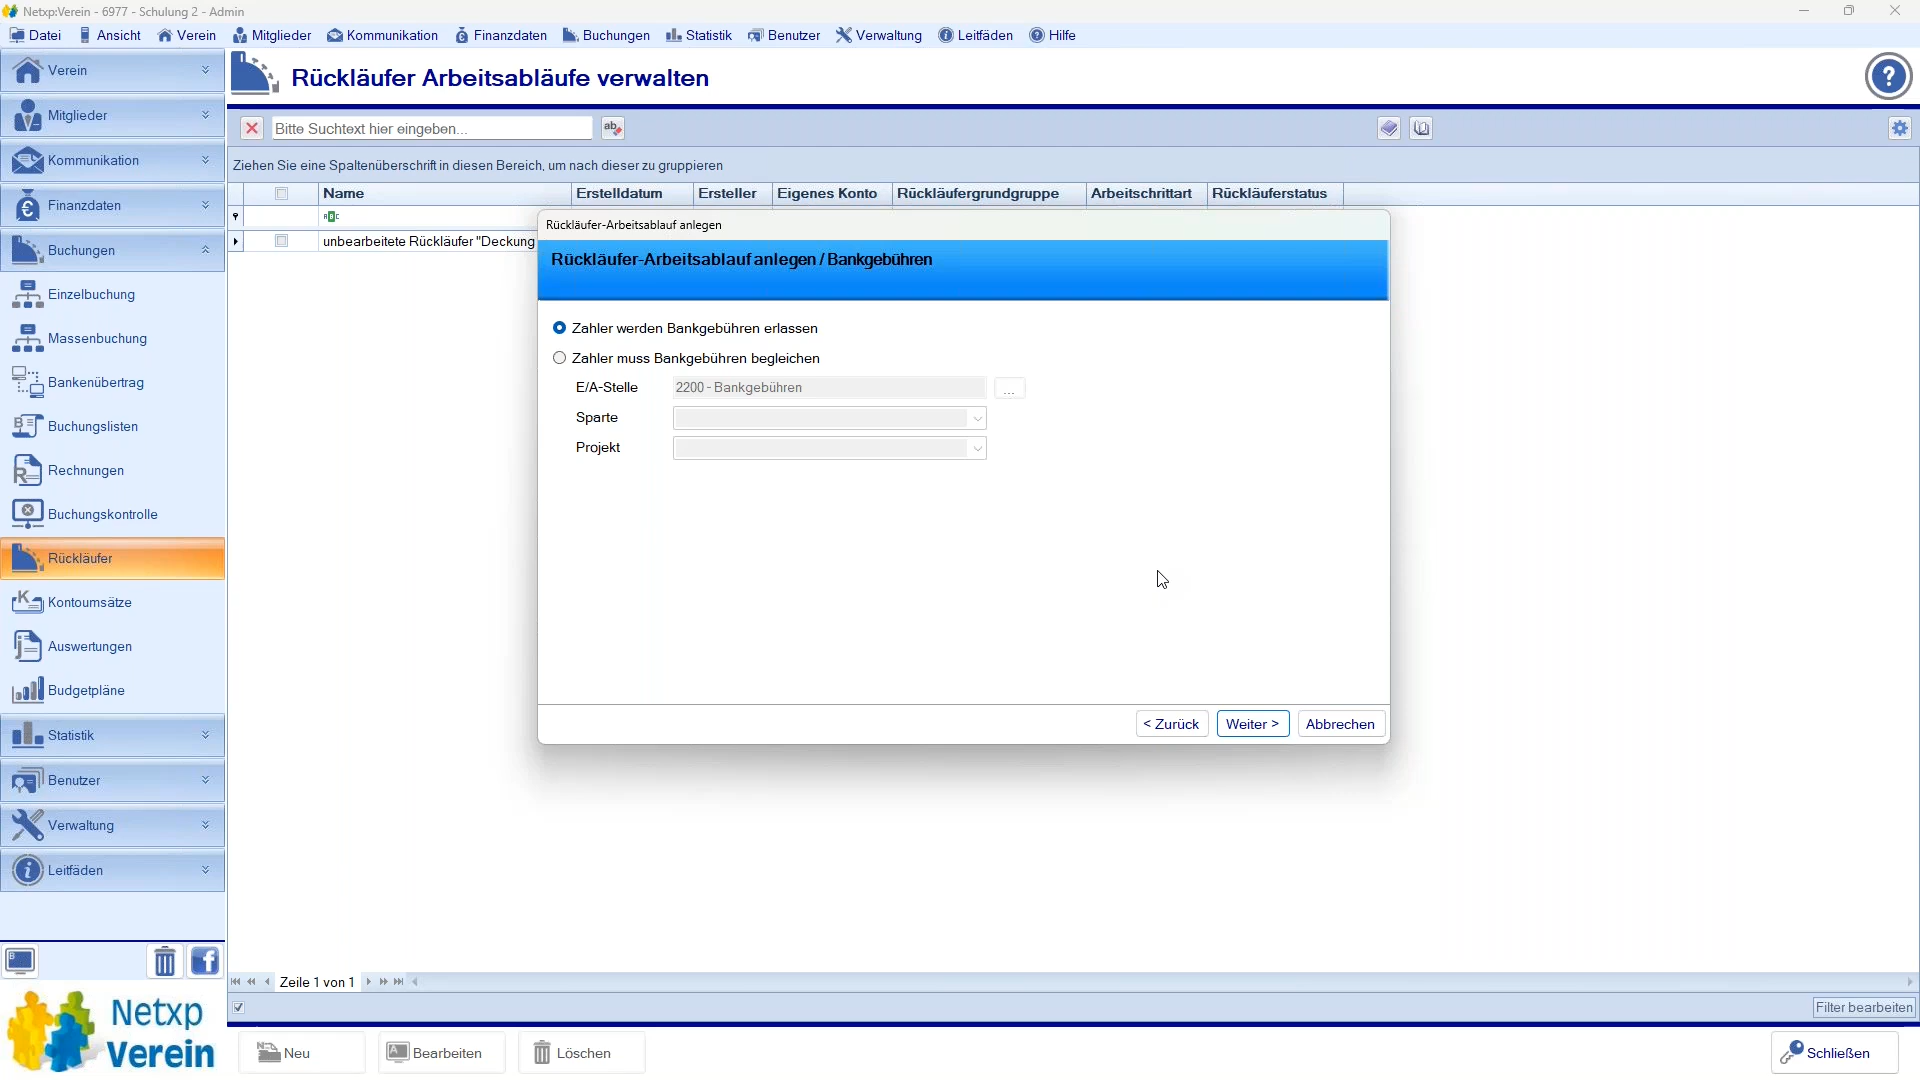 Netxp:Verein - 6977 - Schulung 2 - Admin
Datei Ansicht Verein Mitglieder Kommunikation Finanzdaten Buchungen Statistik Benutzer Verwaltung Leitfäden Hilfe
Verein
Mitglieder
Kommunikation
Finanzdaten
Buchungen
Einzelbuchung
Massenbuchung
Bankenübertrag
Buchungslisten
Rechnungen
Buchungskontrolle
Rückläufer
Kontoumsätze
Auswertungen
Budgetpläne
Statistik
Benutzer
Verwaltung
Leitfäden
Netxp
Verein
Rückläufer Arbeitsabläufe verwalten
Bitte Suchtext hier eingeben...
Ziehen Sie eine Spaltenüberschrift in diesen Bereich, um nach dieser zu gruppieren
Name Erstelldatum Ersteller Eigenes Konto Rückläufergrundgruppe Arbeitschrittart Rückläuferstatus
unbearbeitete Rückläufer "Deckung
Rückläufer-Arbeitsablauf anlegen
Rückläufer-Arbeitsablauf anlegen / Bankgebühren
Zahler werden Bankgebühren erlassen
Zahler muss Bankgebühren begleichen
E/A-Stelle 2200 - Bankgebühren ...
Sparte
Projekt
< Zurück Weiter > Abbrechen
Zeile 1 von 1
Filter bearbeiten
Neu Bearbeiten Löschen Schließen